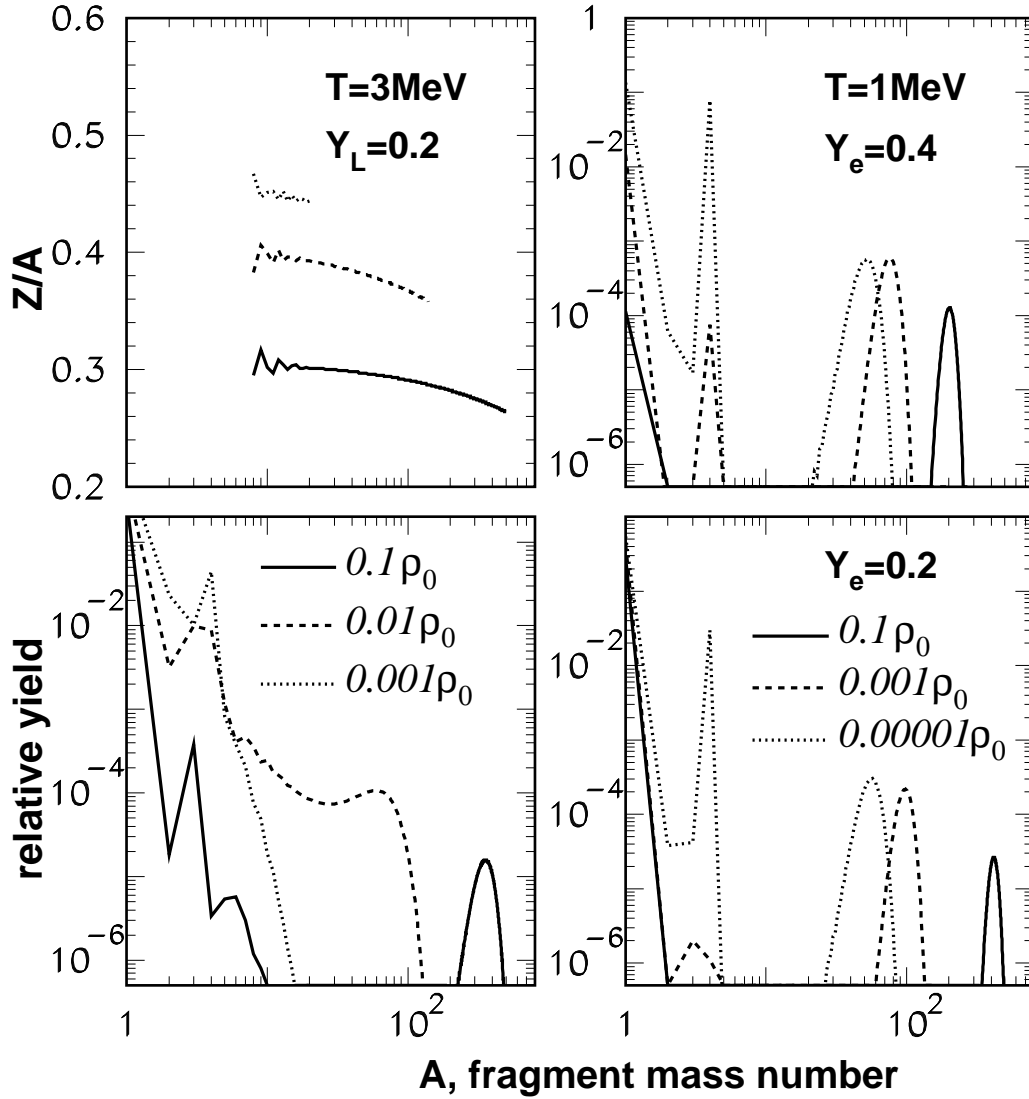 0.6
0.5
0.4
0.3
0.2
Z/A
T=3MeV
Y_L=0.2
1
10^-2
10^-4
10^-6
T=1MeV
Y_e=0.4
relative yield
10^-2
10^-4
10^-6
0.1ρ_0
0.01ρ_0
0.001ρ_0
1
10^2
10^-2
10^-4
10^-6
Y_e=0.2
0.1ρ_0
0.001ρ_0
0.00001ρ_0
1
10^2
A, fragment mass number